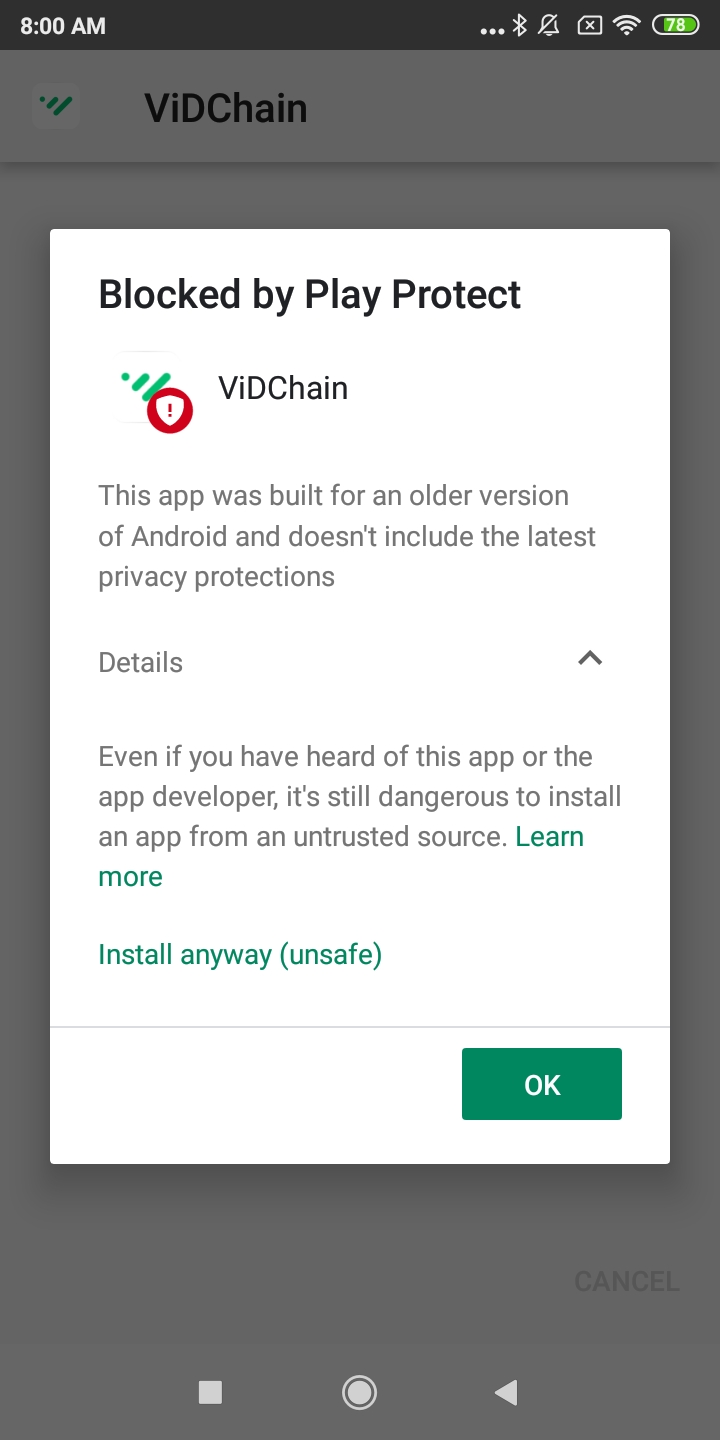 8:00 AM
78
ViDChain
Blocked by Play Protect
ViDChain
This app was built for an older version
of Android and doesn't include the latest
privacy protections
Details
Even if you have heard of this app or the
app developer, it's still dangerous to install
an app from an untrusted source. Learn
more
Install anyway (unsafe)
OK
CANCEL